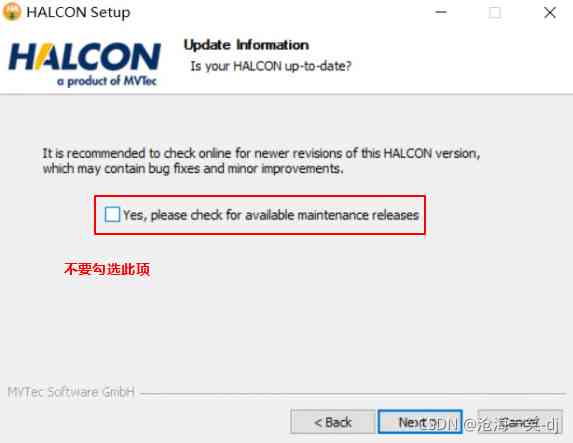 HALCON Setup
HALCON
a product of MVTec
Update Information
Is your HALCON up-to-date?
It is recommended to check online for newer revisions of this HALCON version,
which may contain bug fixes and minor improvements.
Yes, please check for available maintenance releases
不要勾选此项
MVTec Software GmbH
< Back
Next >
Cancel
CSDN @沧海一笑-dj